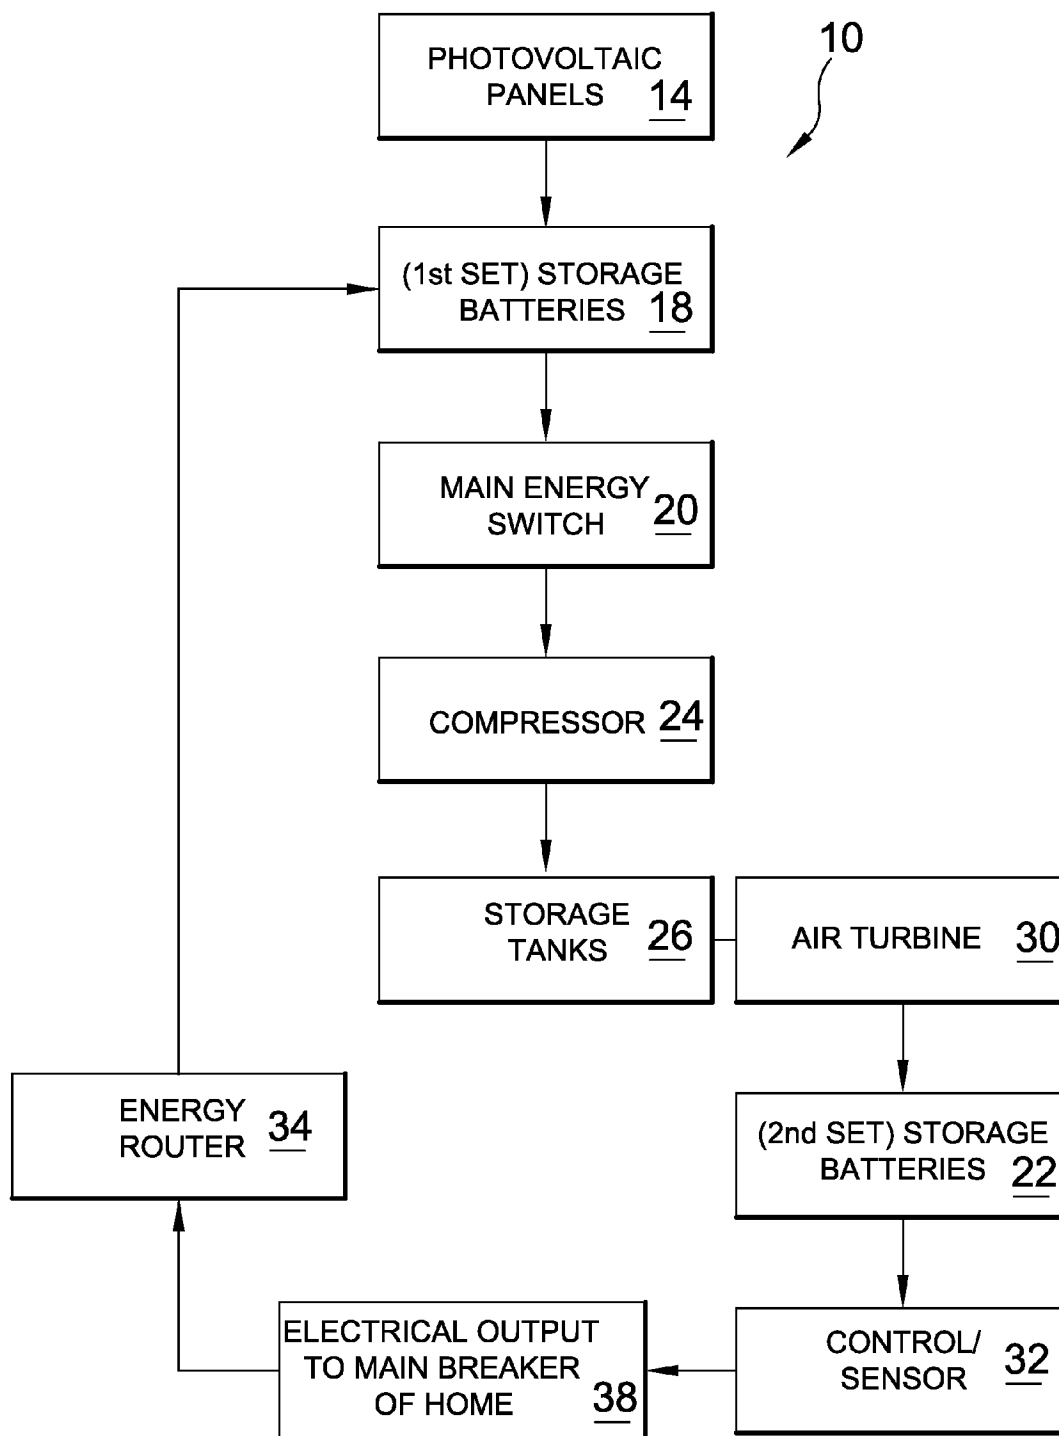 10
PHOTOVOLTAIC
PANELS 14
(1st SET) STORAGE
BATTERIES 18
MAIN ENERGY
SWITCH 20
COMPRESSOR 24
STORAGE
TANKS 26
AIR TURBINE 30
ENERGY
ROUTER 34
(2nd SET) STORAGE
BATTERIES 22
ELECTRICAL OUTPUT
TO MAIN BREAKER
OF HOME 38
CONTROL/
SENSOR 32